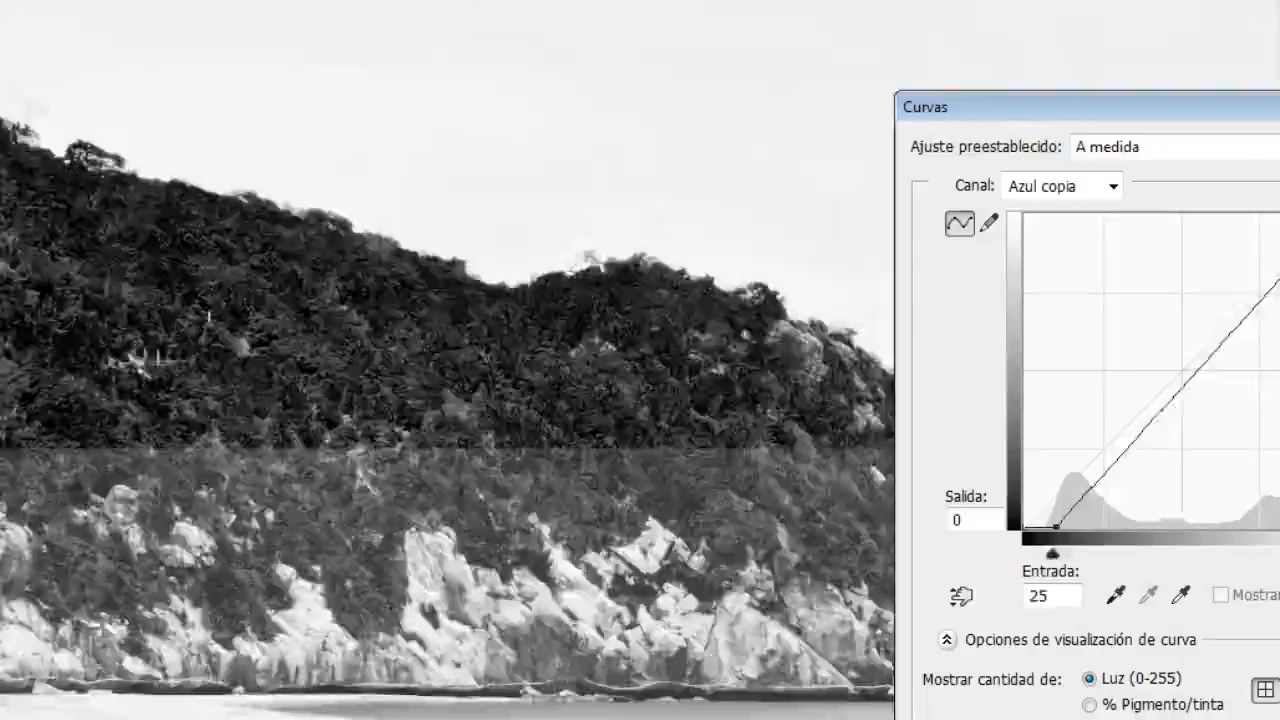 Curvas
Ajuste preestablecido: A medida
Canal: Azul copia
Salida:
0
Entrada:
25
Mostrar
Opciones de visualización de curva
Mostrar cantidad de: Luz (0-255)
% Pigmento/tinta